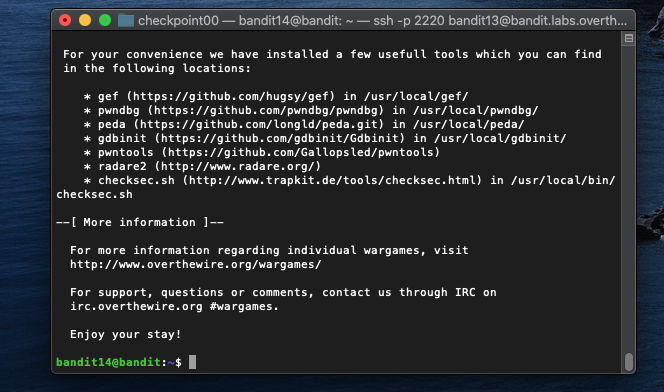 checkpoint00 — bandit14@bandit: ~ — ssh -p 2220 bandit13@bandit.labs.overth...
For your convenience we have installed a few usefull tools which you can find
in the following locations:
* gef (https://github.com/hugsy/gef) in /usr/local/gef/
* pwndbg (https://github.com/pwndbg/pwndbg) in /usr/local/pwndbg/
* peda (https://github.com/longld/peda.git) in /usr/local/peda/
* gdbinit (https://github.com/gdbinit/Gdbinit) in /usr/local/gdbinit/
* pwntools (https://github.com/Gallopsled/pwntools)
* radare2 (http://www.radare.org/)
* checksec.sh (http://www.trapkit.de/tools/checksec.html) in /usr/local/bin/
checksec.sh
--[ More information ]--
For more information regarding individual wargames, visit
http://www.overthewire.org/wargames/
For support, questions or comments, contact us through IRC on
irc.overthewire.org #wargames.
Enjoy your stay!
bandit14@bandit:~$